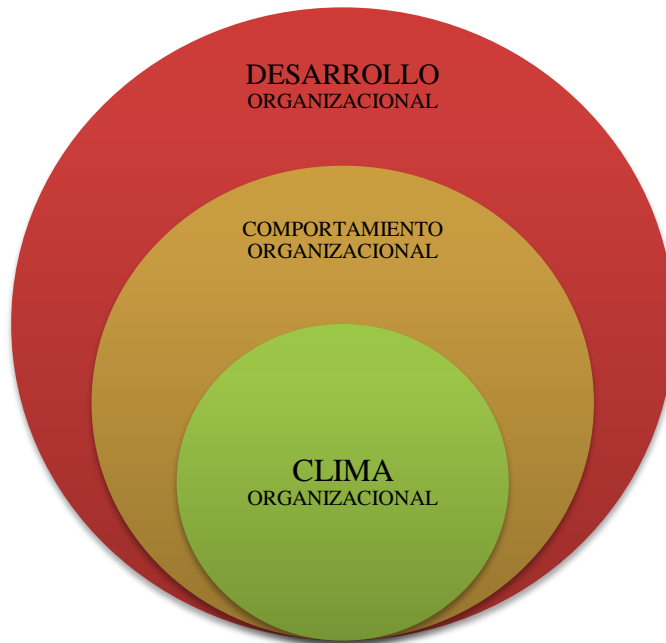 DESARROLLO
ORGANIZACIONAL
COMPORTAMIENTO
ORGANIZACIONAL
CLIMA
ORGANIZACIONAL